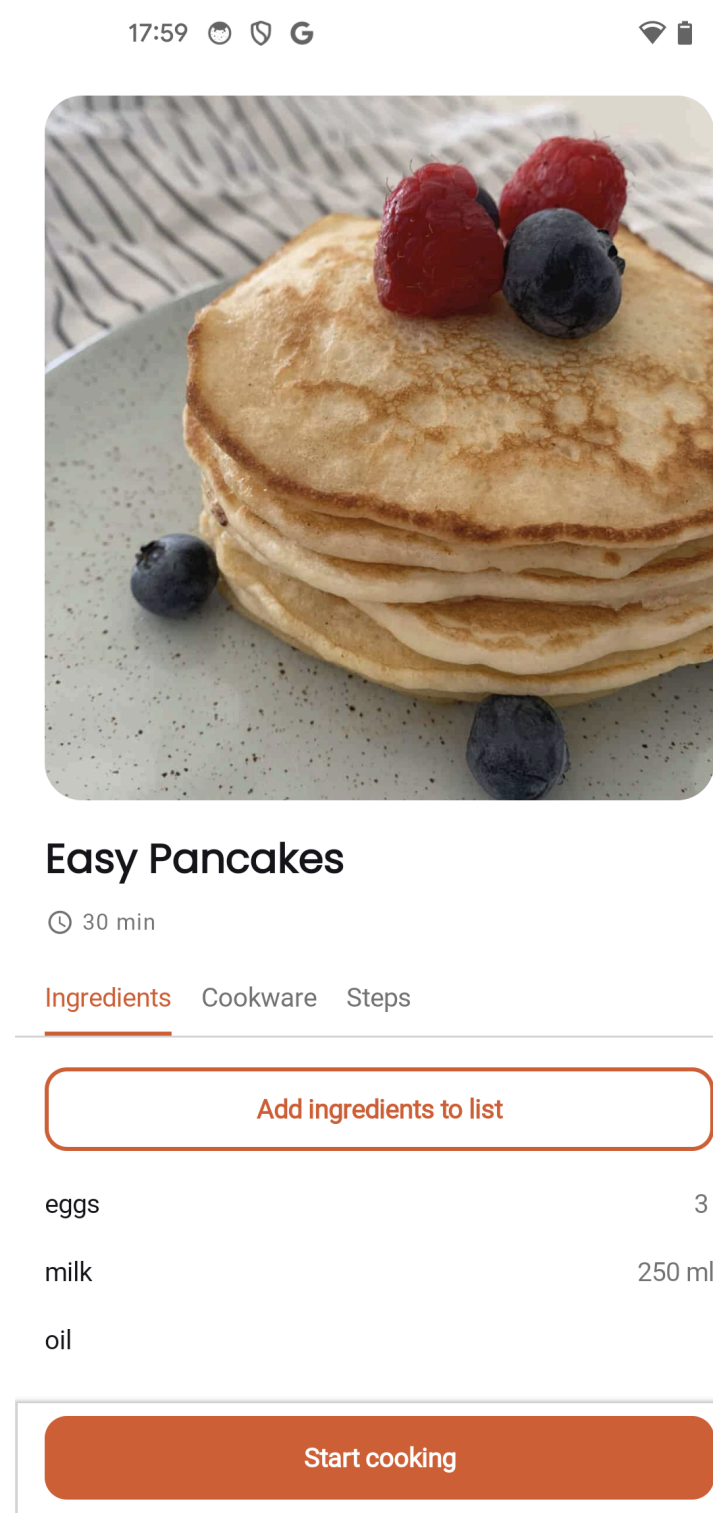 17:59
Easy Pancakes
30 min
Ingredients Cookware Steps
Add ingredients to list
eggs 3
milk 250 ml
oil
Start cooking